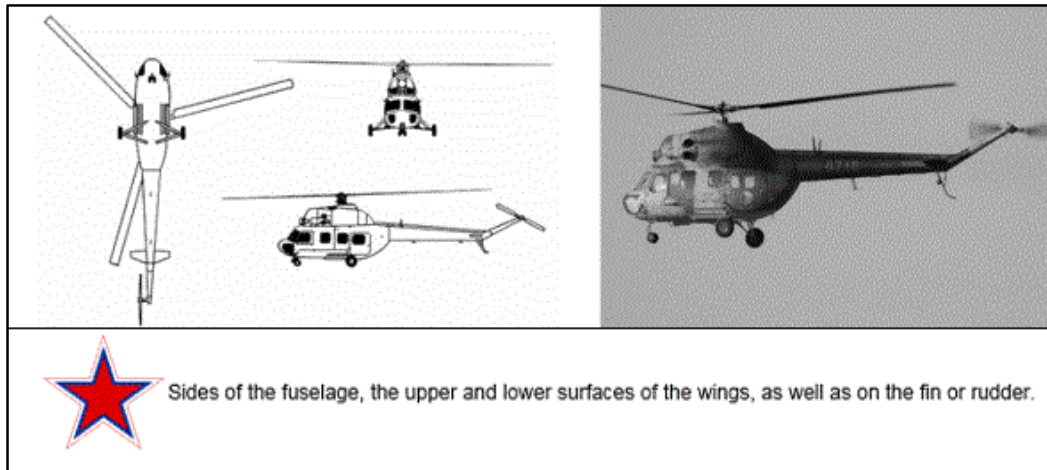 Sides of the fuselage, the upper and lower surfaces of the wings, as well as on the fin or rudder.